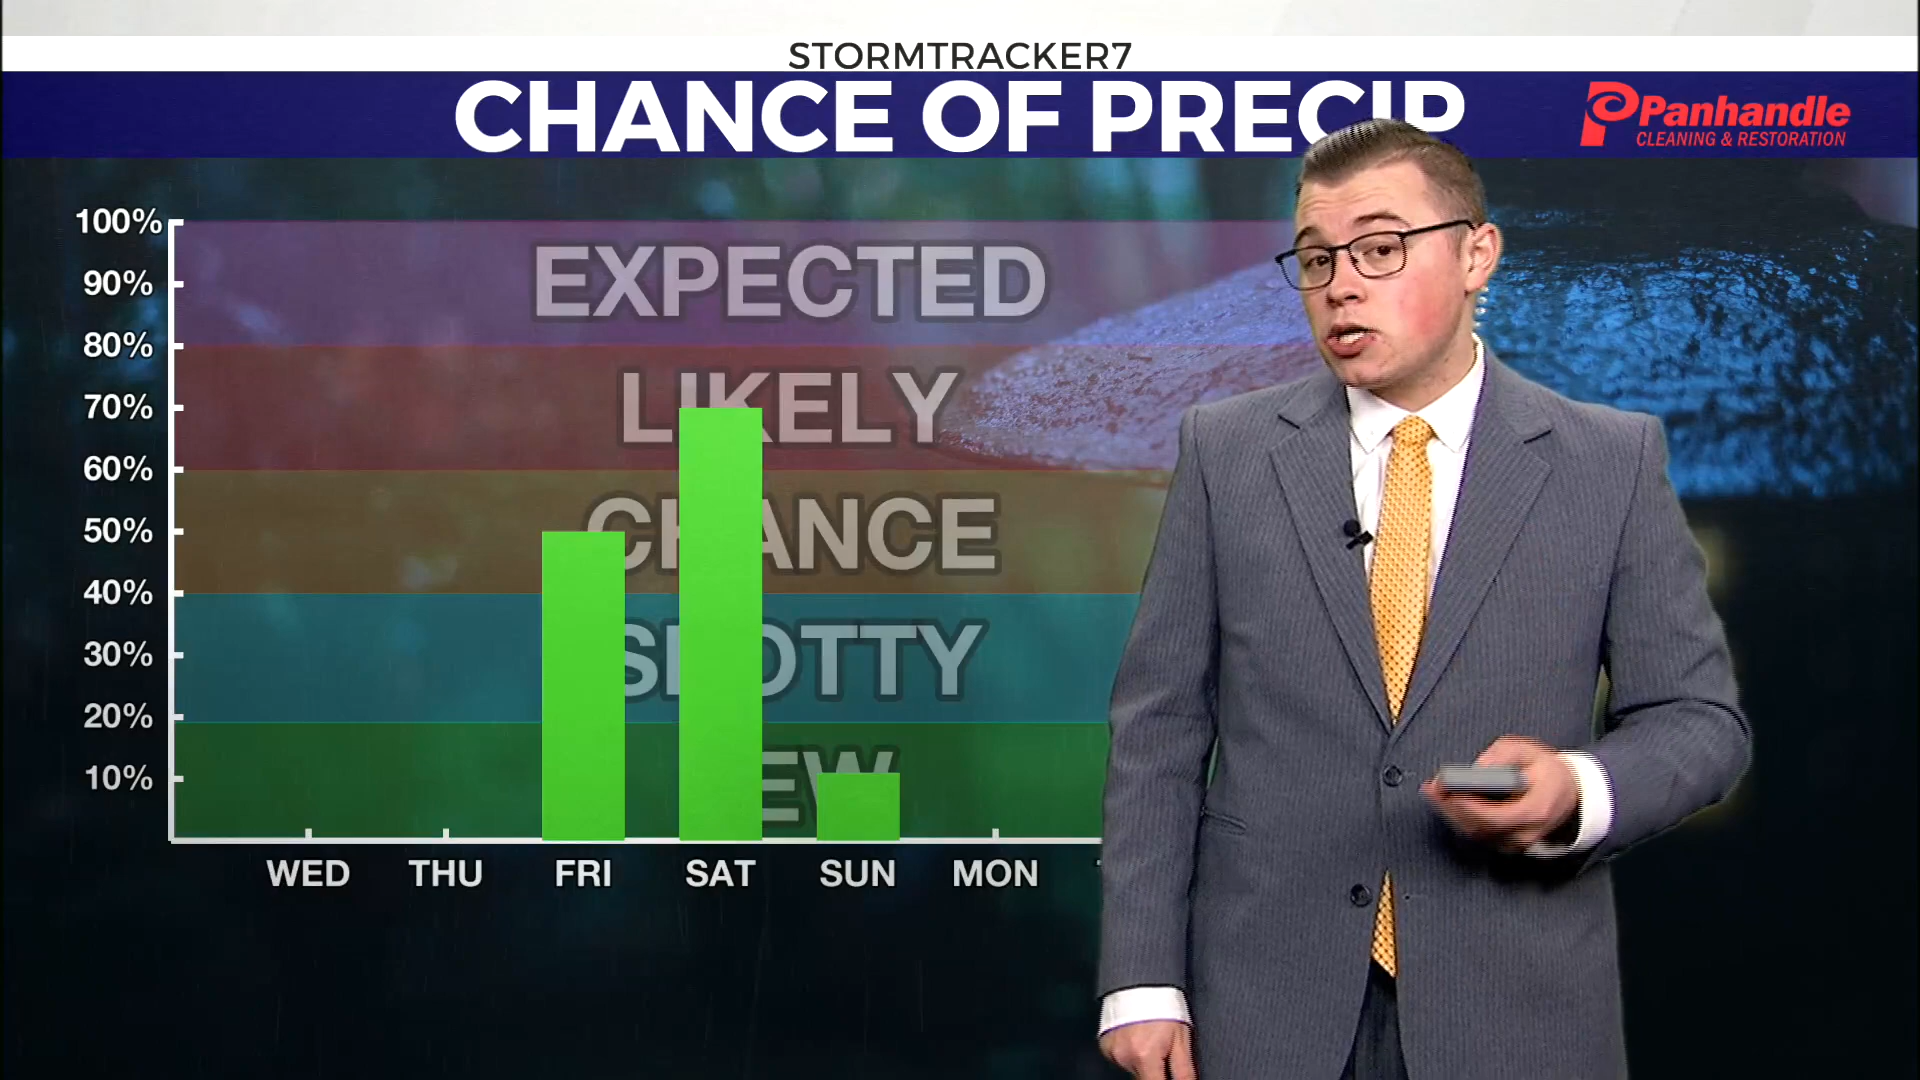 STORMTRACKER7
CHANCE OF PRECIP
Panhandle
CLEANING & RESTORATION
100%
EXPECTED
90%
80%
70%
LIKELY
60%
50%
CHANCE
40%
30%
SPOTTY
20%
10%
FEW
WED THU FRI SAT SUN MON